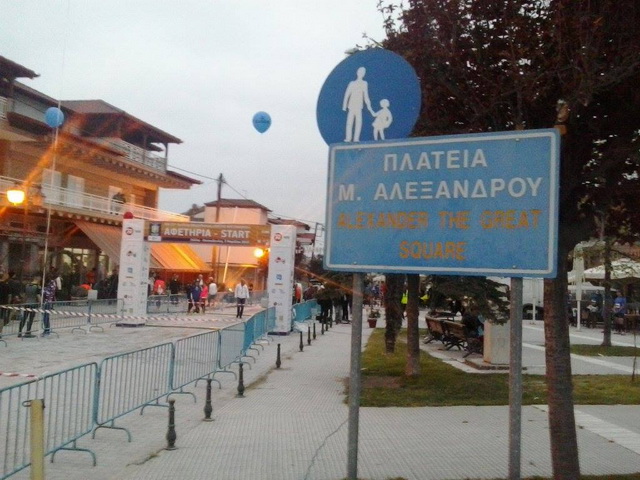 ΑΦΕΤΗΡΙΑ - START
ΠΛΑΤΕΙΑ
Μ. ΑΛΕΞΑΝΔΡΟΥ
ALEXANDER THE GREAT
SQUARE